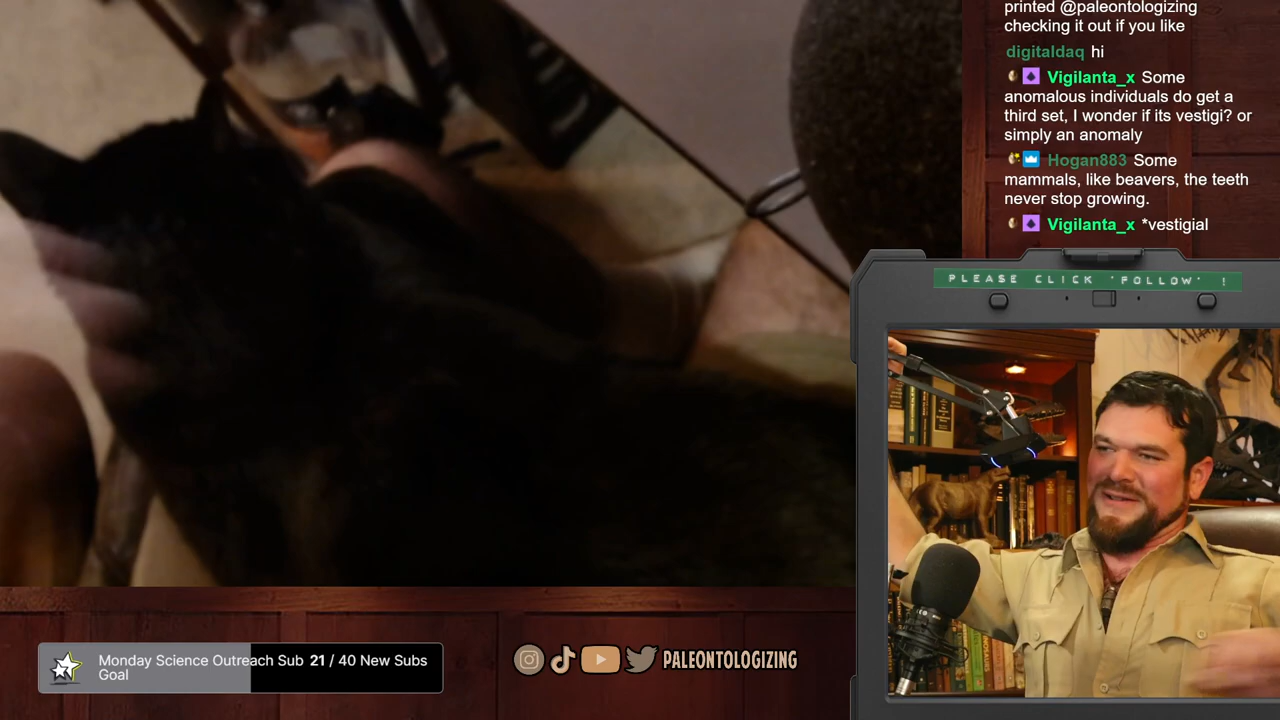 printed @paleontologizing
checking it out if you like
digitaldaq hi
Vigilanta_x Some
anomalous individuals do get a
third set, I wonder if its vestigi? or
simply an anomaly
Hogan883 Some
mammals, like beavers, the teeth
never stop growing.
Vigilanta_x *vestigial
PLEASE CLICK "FOLLOW" !
Monday Science Outreach Sub 21 / 40 New Subs
Goal
PALEONTOLOGIZING